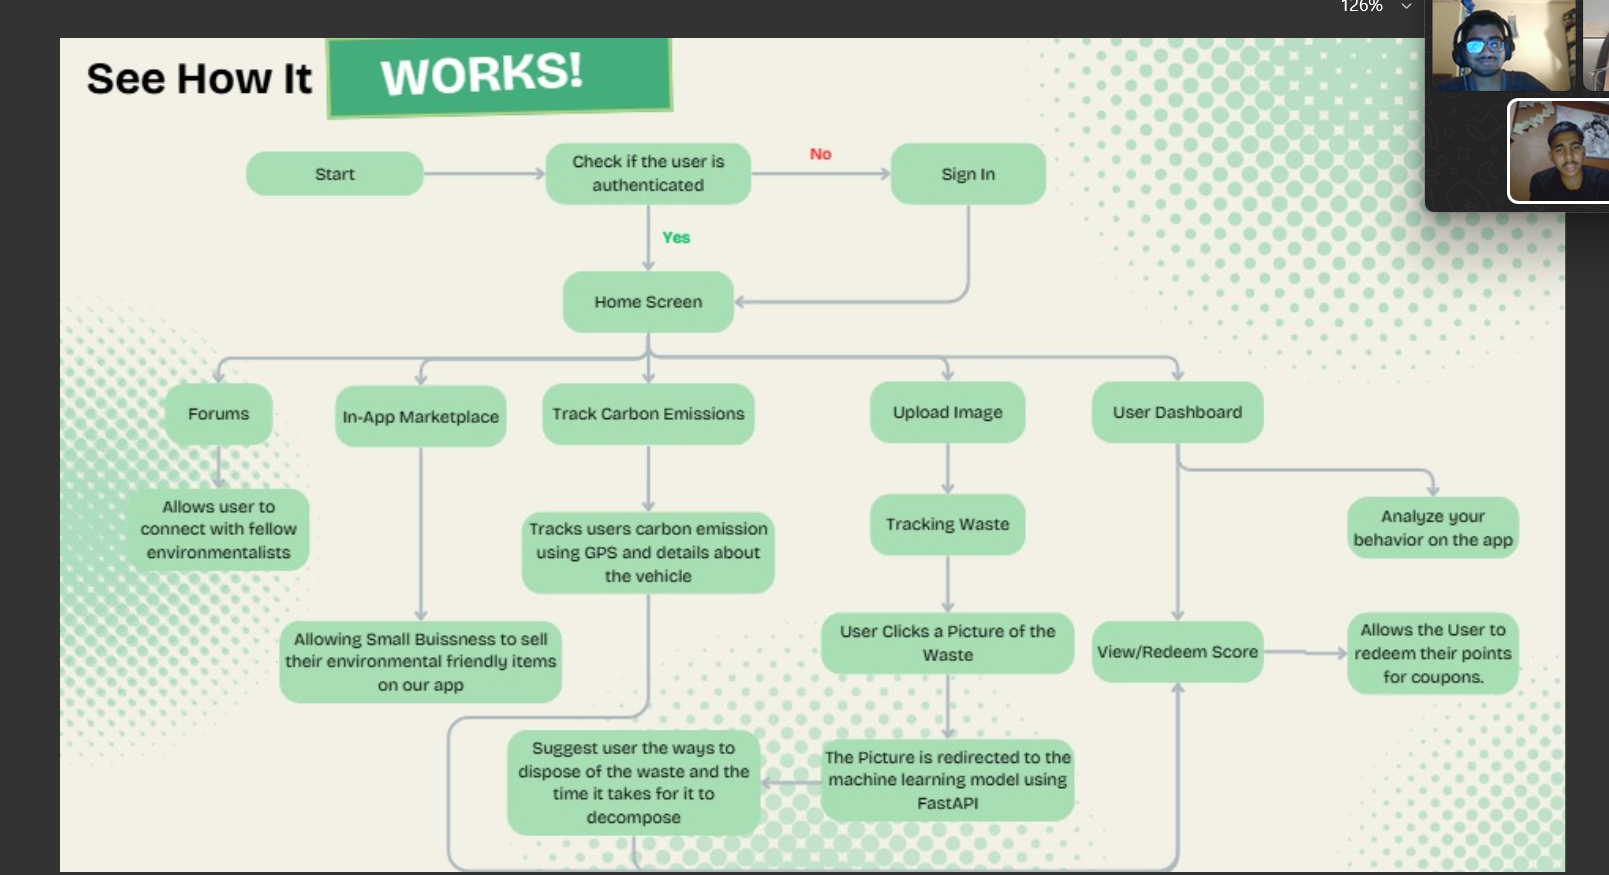 126%
See How It WORKS!
Start
Check if the user is
authenticated
No
Sign In
Yes
Home Screen
Forums
In-App Marketplace
Track Carbon Emissions
Upload Image
User Dashboard
Allows user to
connect with fellow
environmentalists
Tracks users carbon emission
using GPS and details about
the vehicle
Tracking Waste
Analyze your
behavior on the app
Allowing Small Buissness to sell
their environmental friendly items
on our app
User Clicks a Picture of the
Waste
View/Redeem Score
Allows the User to
redeem their points
for coupons.
Suggest user the ways to
dispose of the waste and the
time it takes for it to
decompose
The Picture is redirected to the
machine learning model using
FastAPI